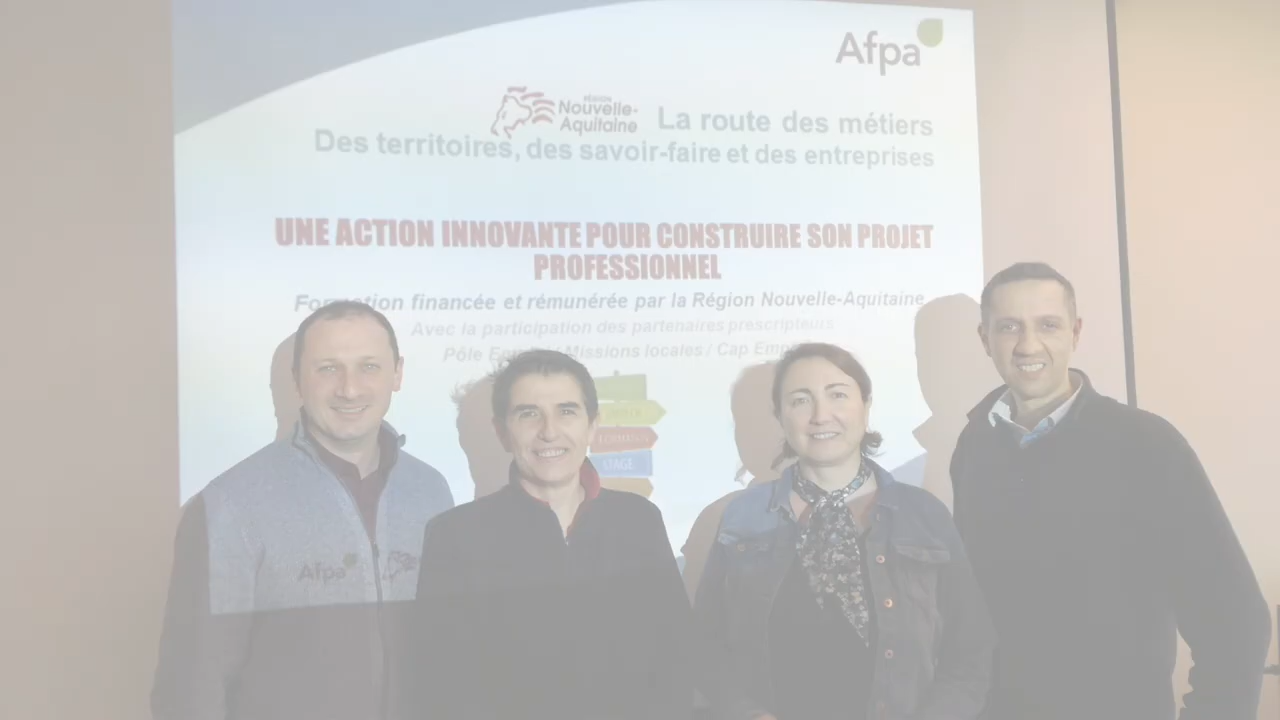 Afpa
RÉGION
Nouvelle-
Aquitaine
La route des métiers
Des territoires, des savoir-faire et des entreprises
UNE ACTION INNOVANTE POUR CONSTRUIRE SON PROJET
PROFESSIONNEL
Formation financée et rémunérée par la Région Nouvelle-Aquitaine
Avec la participation des partenaires prescripteurs
Pôle Emploi / Missions locales / Cap Emploi
STAGE
Afpa